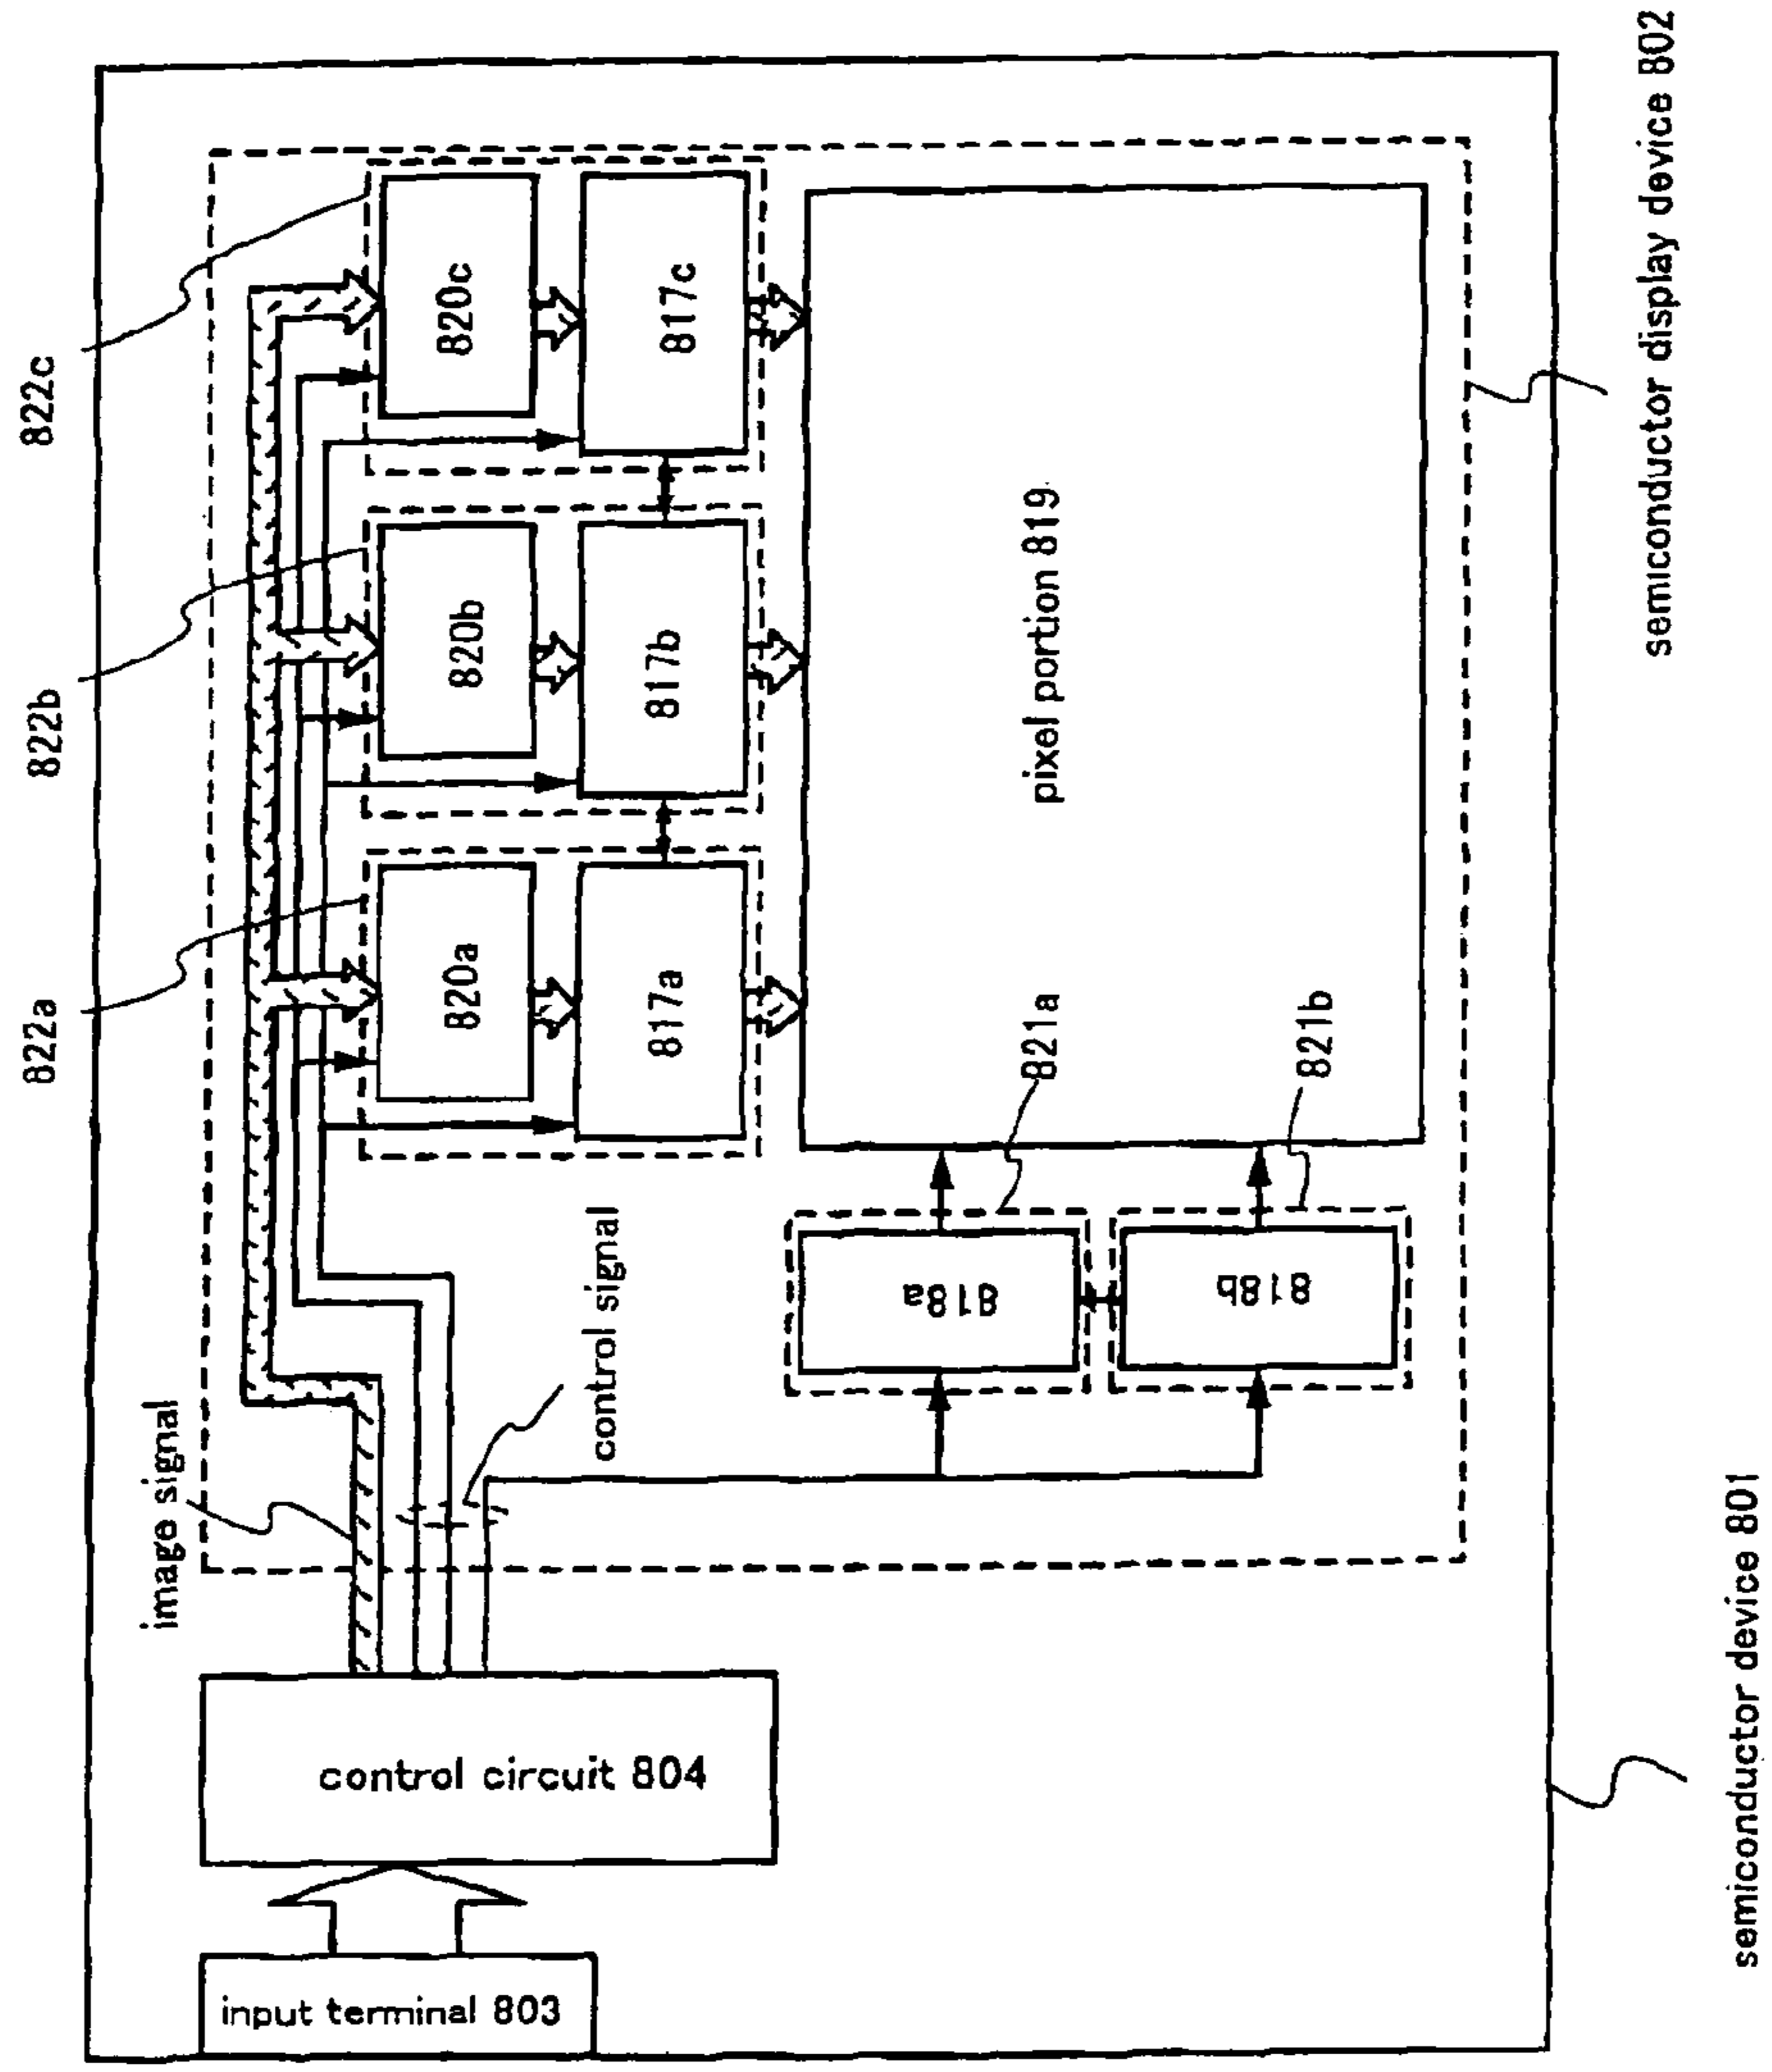 822a
822b
822c
image signal
control signal
820a
820b
820c
817a
817b
817c
control circuit 804
input terminal 803
818a
818b
821a
821b
pixel portion 819
semiconductor display device 802
semiconductor device 801